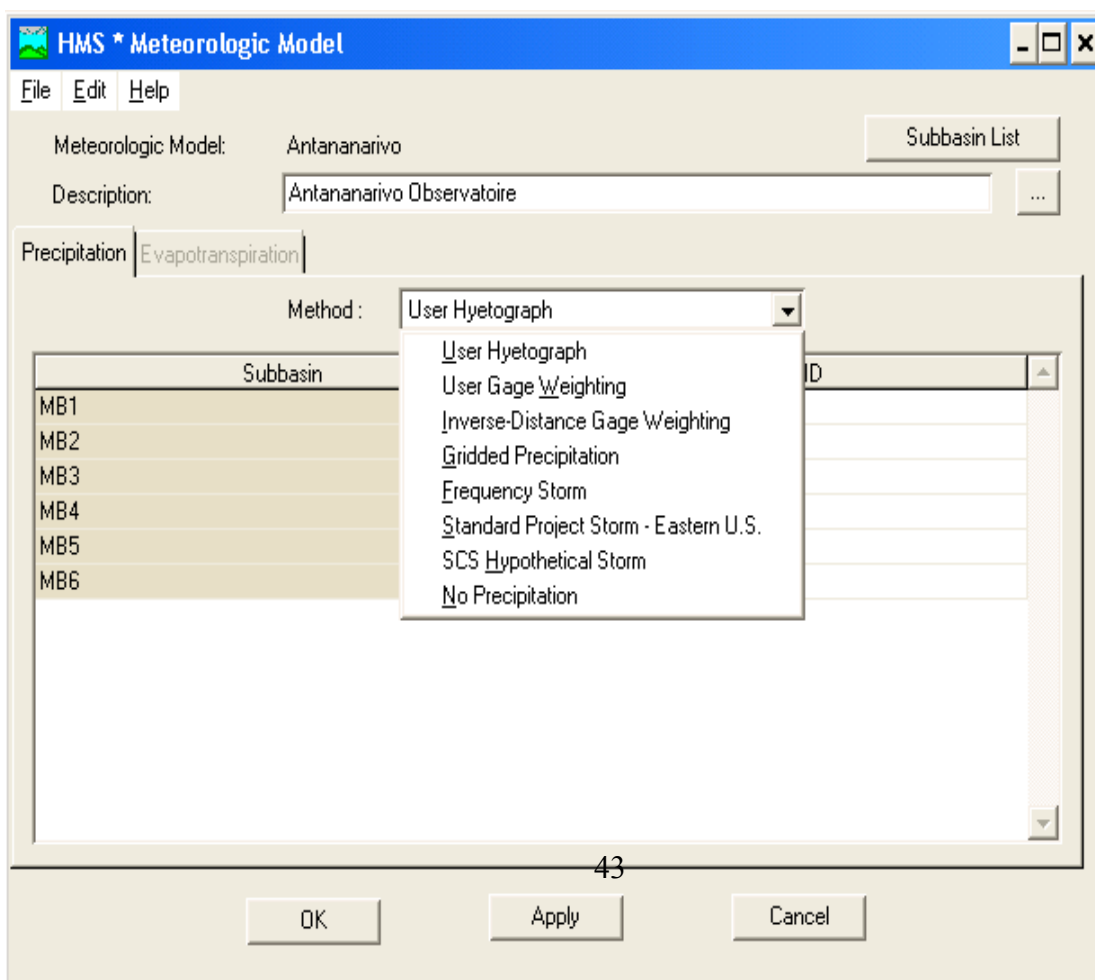 HMS * Meteorologic Model
File Edit Help
Meteorologic Model: Antananarivo Subbasin List
Description: Antananarivo Observatoire ...
Precipitation Evapotranspiration
Method : User Hyetograph
User Hyetograph
Subbasin ID
User Gage Weighting
MB1
Inverse-Distance Gage Weighting
MB2
Gridded Precipitation
MB3
Frequency Storm
MB4
Standard Project Storm - Eastern U.S.
MB5
SCS Hypothetical Storm
MB6
No Precipitation
43
OK Apply Cancel